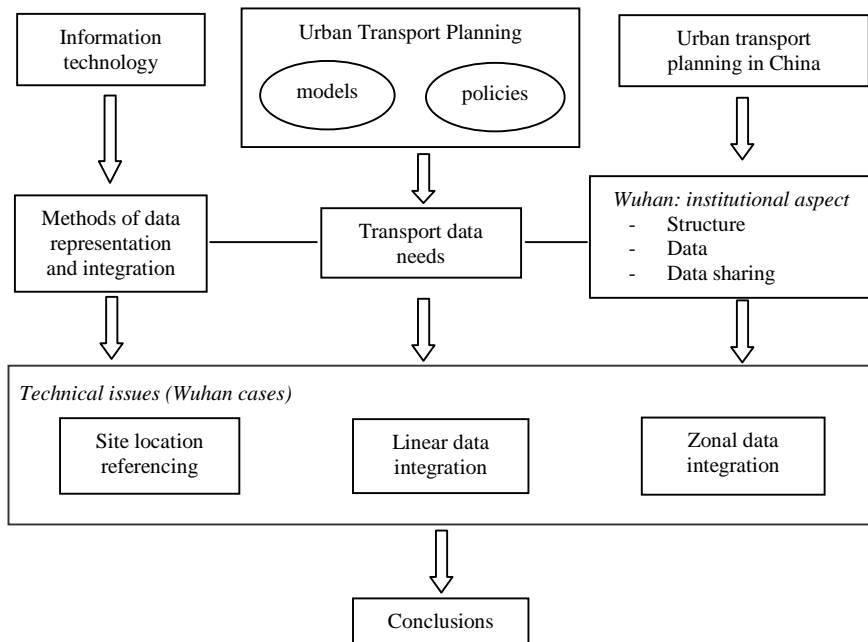 Information
technology
Urban Transport Planning
models
policies
Urban transport
planning in China
Methods of data
representation
and integration
Transport data
needs
Wuhan: institutional aspect
- Structure
- Data
- Data sharing
Technical issues (Wuhan cases)
Site location
referencing
Linear data
integration
Zonal data
integration
Conclusions